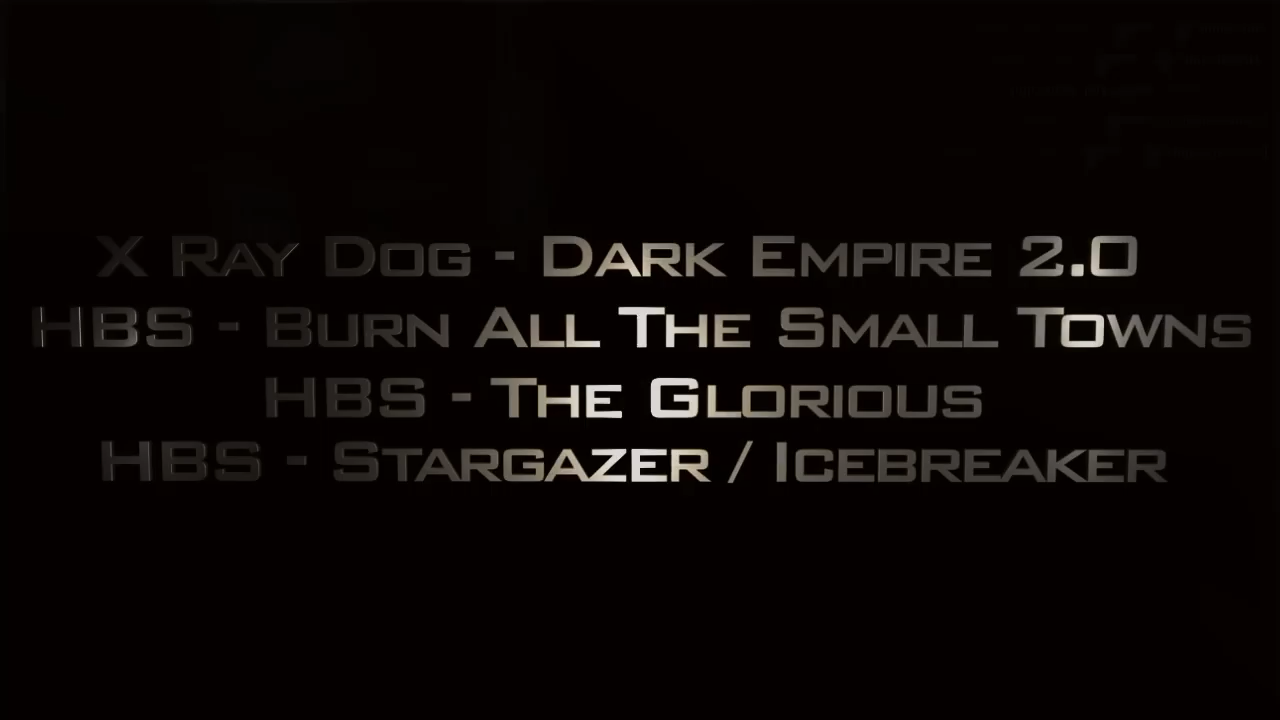 X Ray Dog - Dark Empire 2.0
HBS - Burn All The Small Towns
HBS - The Glorious
HBS - Stargazer / Icebreaker